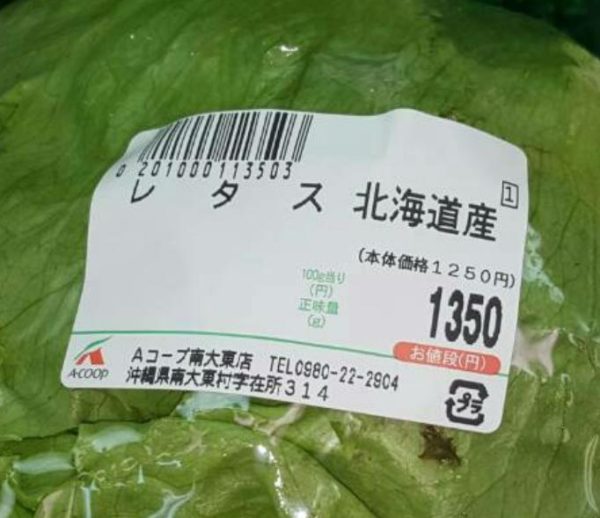 0 201000113503
レタス 北海道産 1
(本体価格1250円)
100g当り
(円)
正味量
(g)
1350
お値段(円)
A-COOP
Aコープ南大東店 TEL0980-22-2904
沖縄県南大東村字在所314
プラ